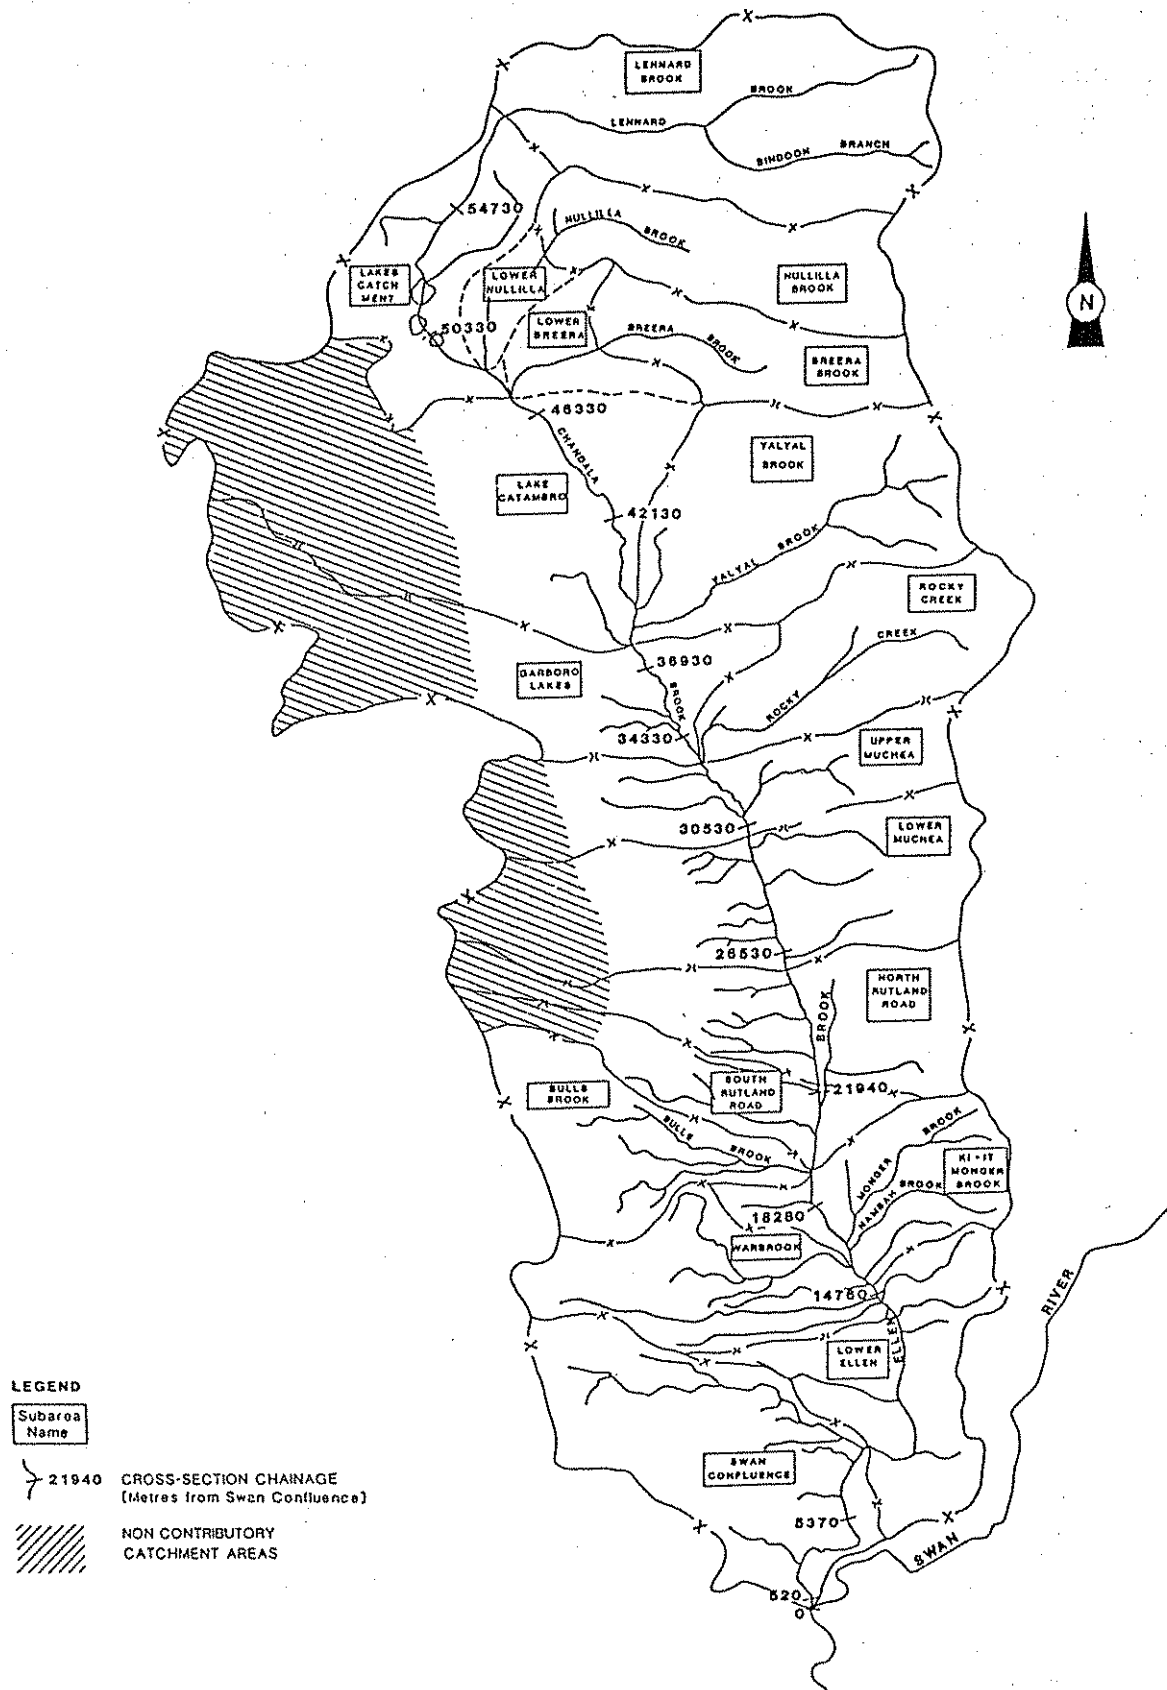 LENNARD
BROOK
BROOK
LENNARD
BINDOON BRANCH
54730
NULLILLA
BROOK
LAKES
CATCH
MENT
LOWER
NULLILLA
NULLILLA
BROOK
N
50330
LOWER
BREERA
BREERA
BROOK
BREERA
BROOK
46330
CHANDALA
YALYAL
BROOK
LAKE
CATAMBRO
42130
YALYAL BROOK
ROCKY
CREEK
CREEK
36930
GARBORO
LAKES
BROOK
ROCKY
34330
UPPER
MUCHEA
30530
LOWER
MUCHEA
26530
NORTH
RUTLAND
ROAD
BROOK
BULLS
BROOK
SOUTH
RUTLAND
ROAD
21940
BULLS
BROOK
BROOK
MONGER
KI-IT
MONGER
BROOK
NAMBAH BROOK
18280
WARBROOK
RIVER
14780
ELLEN
LOWER
ELLEN
SWAN
CONFLUENCE
5370
SWAN
520
0
LEGEND
Subarea
Name
21940 CROSS-SECTION CHAINAGE
(Metres from Swan Confluence)
NON CONTRIBUTORY
CATCHMENT AREAS